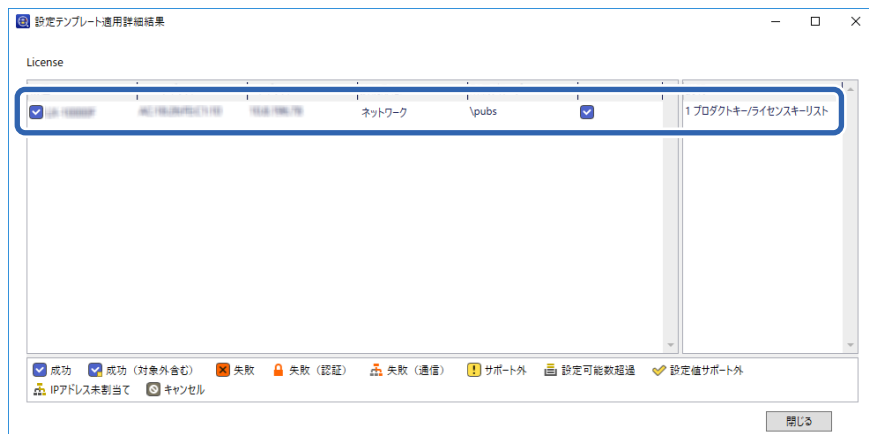 設定テンプレート適用詳細結果
License
ネットワーク \pubs 1 プロダクトキー/ライセンスキーリスト
成功 成功（対象外含む） 失敗 失敗（認証） 失敗（通信） サポート外 設定可能数超過 設定値サポート外
IPアドレス未割当て キャンセル
閉じる